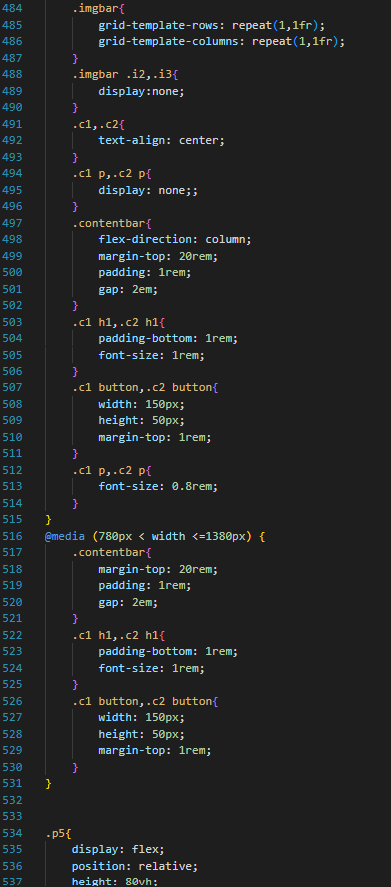 484 .imgbar{
485 grid-template-rows: repeat(1,1fr);
486 grid-template-columns: repeat(1,1fr);
487 }
488 .imgbar .i2,.i3{
489 display:none;
490 }
491 .c1,.c2{
492 text-align: center;
493 }
494 .c1 p,.c2 p{
495 display: none;;
496 }
497 .contentbar{
498 flex-direction: column;
499 margin-top: 20rem;
500 padding: 1rem;
501 gap: 2em;
502 }
503 .c1 h1,.c2 h1{
504 padding-bottom: 1rem;
505 font-size: 1rem;
506 }
507 .c1 button,.c2 button{
508 width: 150px;
509 height: 50px;
510 margin-top: 1rem;
511 }
512 .c1 p,.c2 p{
513 font-size: 0.8rem;
514 }
515 }
516 @media (780px < width <=1380px) {
517 .contentbar{
518 margin-top: 20rem;
519 padding: 1rem;
520 gap: 2em;
521 }
522 .c1 h1,.c2 h1{
523 padding-bottom: 1rem;
524 font-size: 1rem;
525 }
526 .c1 button,.c2 button{
527 width: 150px;
528 height: 50px;
529 margin-top: 1rem;
530 }
531 }
532
533
534 .p5{
535 display: flex;
536 position: relative;
537 height: 80vh;